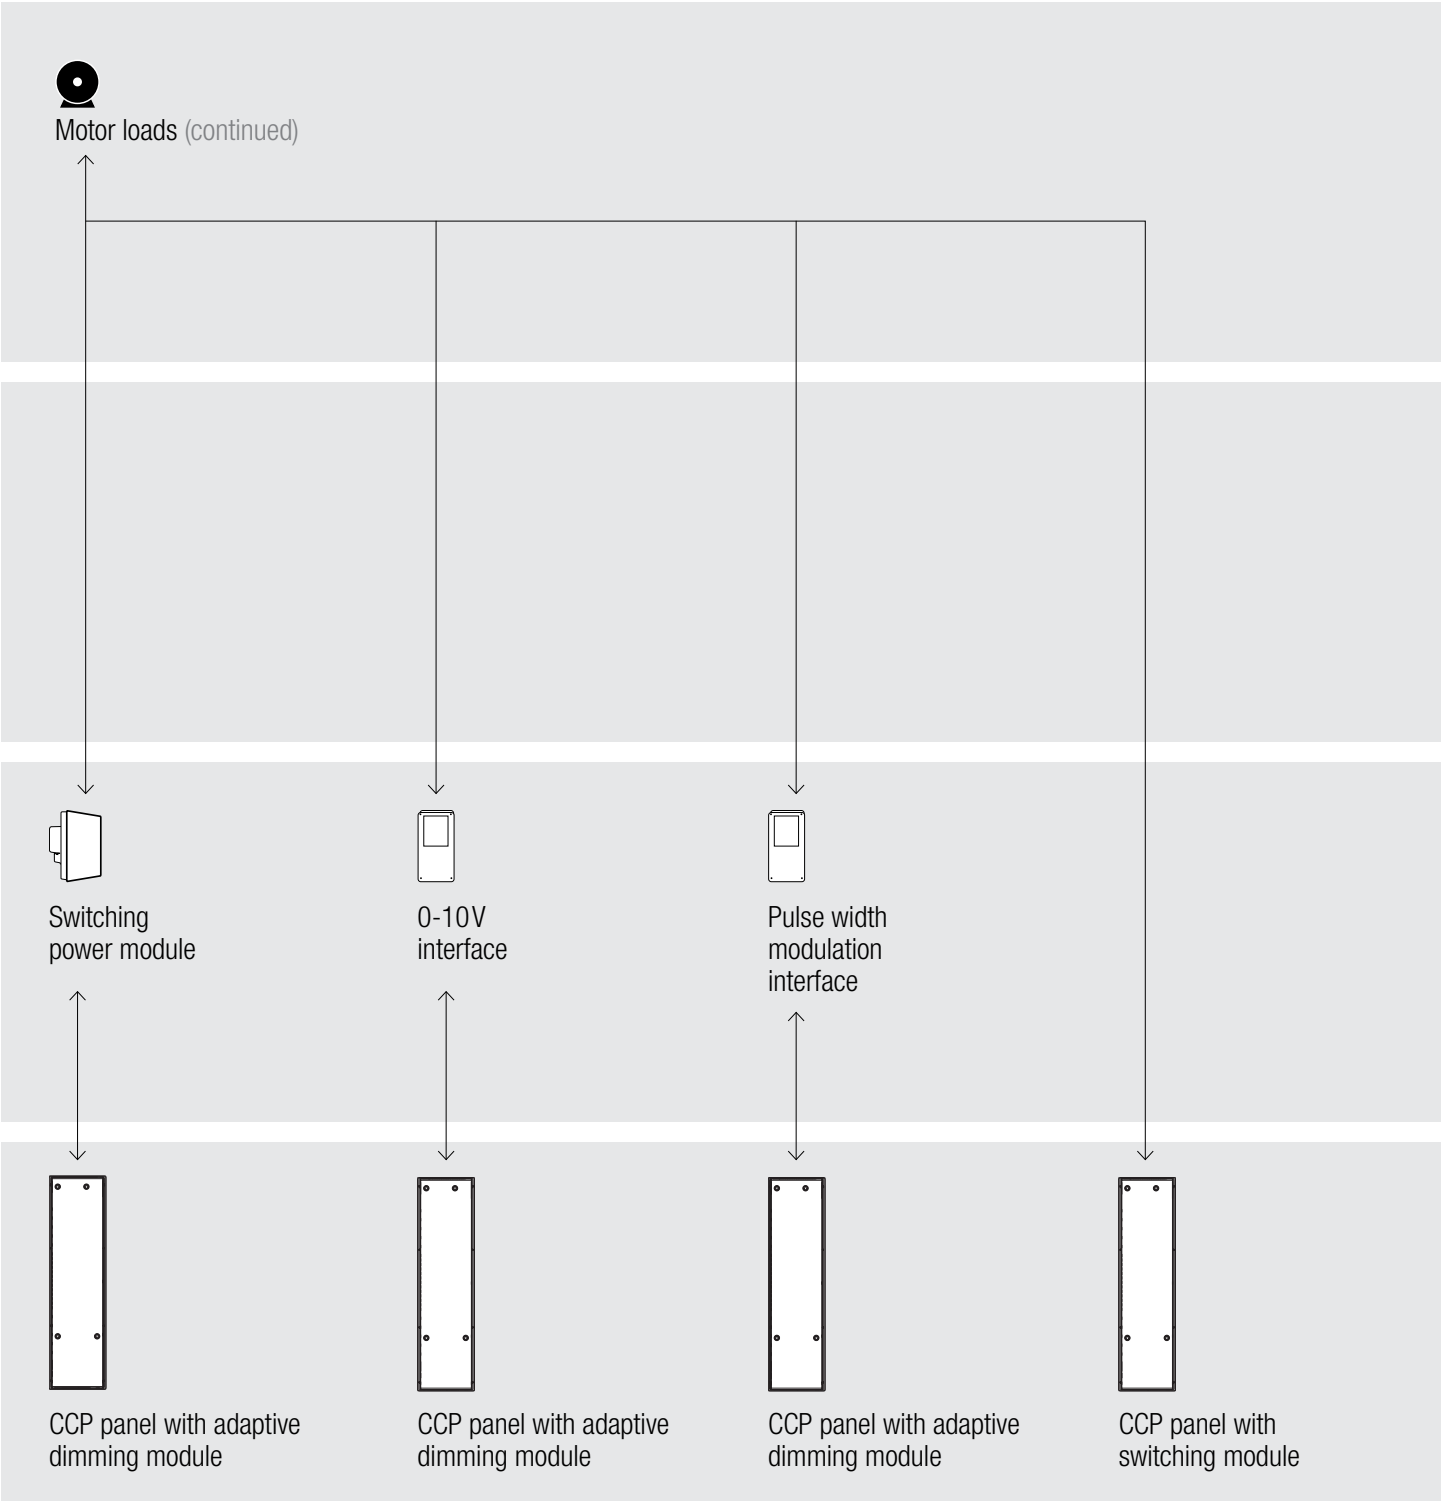 Motor loads (continued)
Switching
power module
0-10V
interface
Pulse width
modulation
interface
CCP panel with adaptive
dimming module
CCP panel with adaptive
dimming module
CCP panel with adaptive
dimming module
CCP panel with
switching module